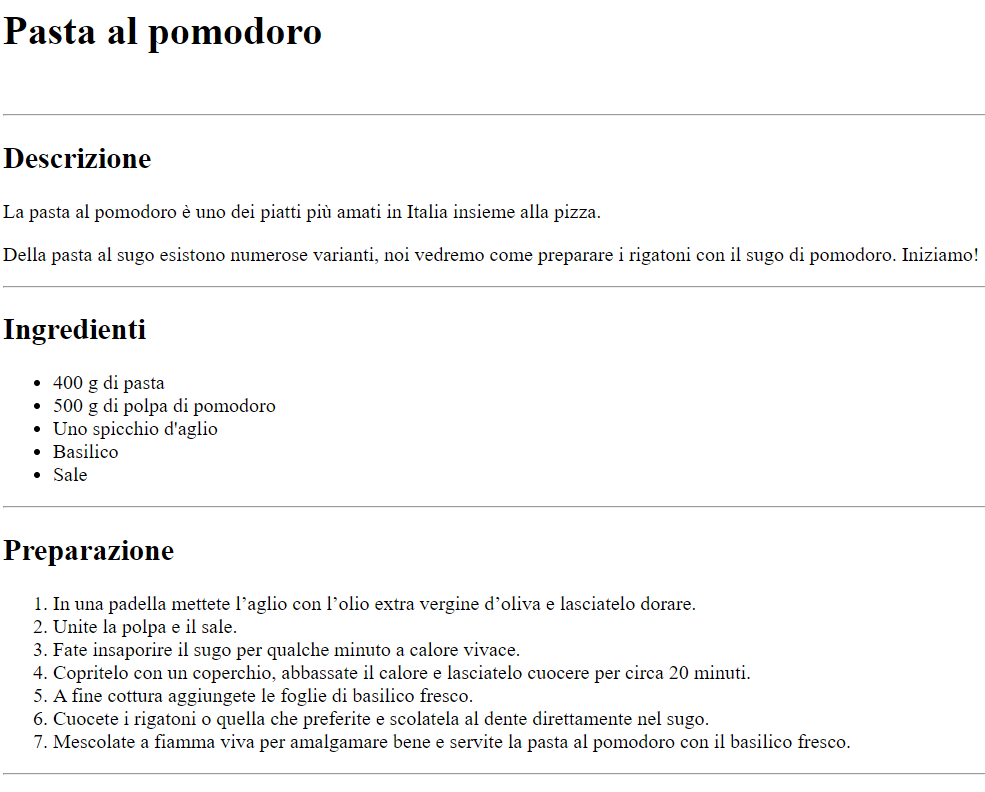 Pasta al pomodoro
Descrizione
La pasta al pomodoro è uno dei piatti più amati in Italia insieme alla pizza.
Della pasta al sugo esistono numerose varianti, noi vedremo come preparare i rigatoni con il sugo di pomodoro. Iniziamo!
Ingredienti
• 400 g di pasta
• 500 g di polpa di pomodoro
• Uno spicchio d'aglio
• Basilico
• Sale
Preparazione
1. In una padella mettete l’aglio con l’olio extra vergine d’oliva e lasciatelo dorare.
2. Unite la polpa e il sale.
3. Fate insaporire il sugo per qualche minuto a calore vivace.
4. Copritelo con un coperchio, abbassate il calore e lasciatelo cuocere per circa 20 minuti.
5. A fine cottura aggiungete le foglie di basilico fresco.
6. Cuocete i rigatoni o quella che preferite e scolatela al dente direttamente nel sugo.
7. Mescolate a fiamma viva per amalgamare bene e servite la pasta al pomodoro con il basilico fresco.